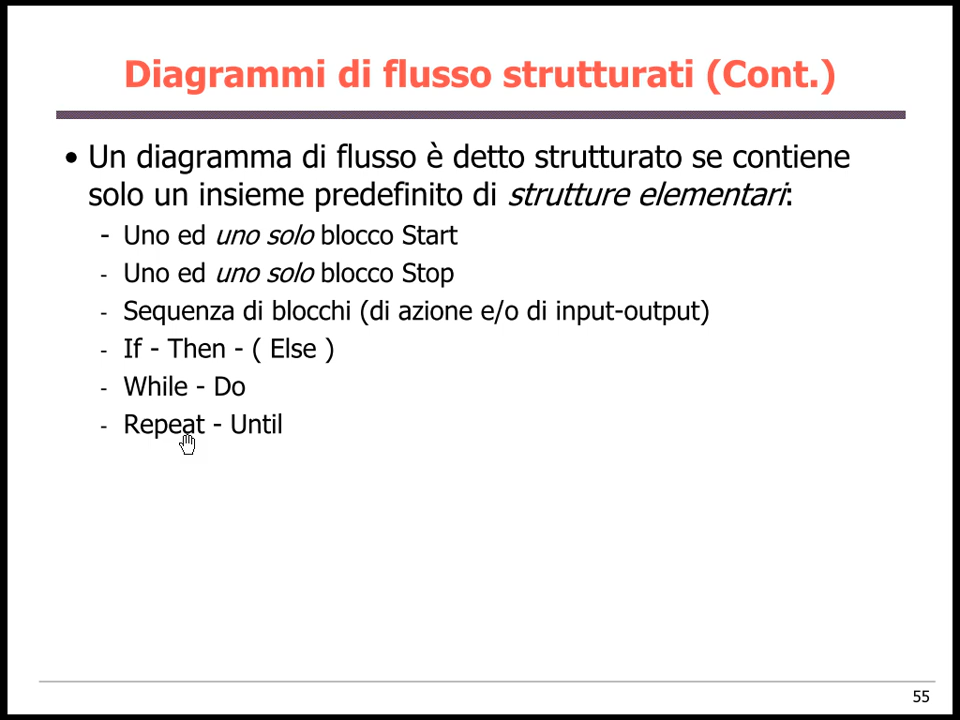 Diagrammi di flusso strutturati (Cont.)
• Un diagramma di flusso è detto strutturato se contiene
solo un insieme predefinito di strutture elementari:
- Uno ed uno solo blocco Start
- Uno ed uno solo blocco Stop
- Sequenza di blocchi (di azione e/o di input-output)
- If - Then - ( Else )
- While - Do
- Repeat - Until
55